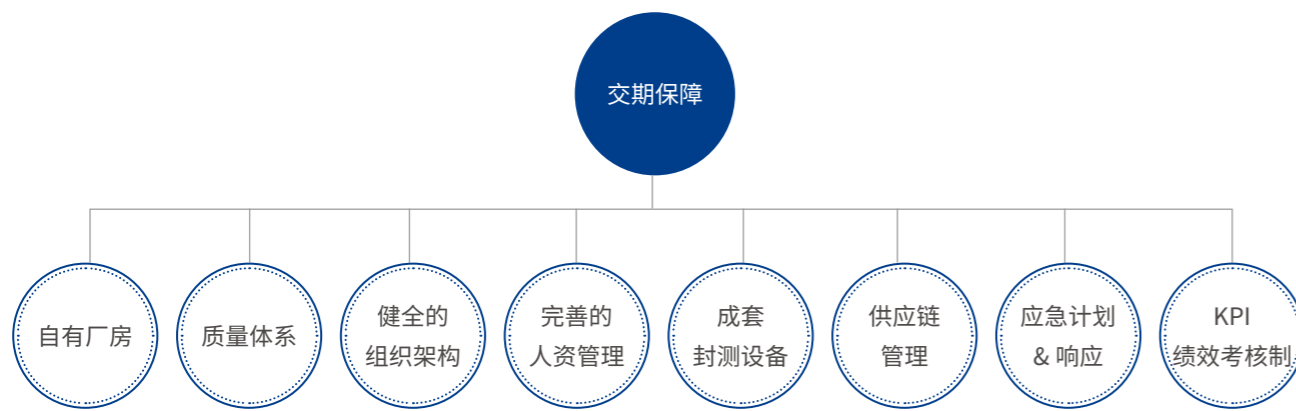 交期保障
自有厂房
质量体系
健全的
组织架构
完善的
人资管理
成套
封测设备
供应链
管理
应急计划
& 响应
KPI
绩效考核制